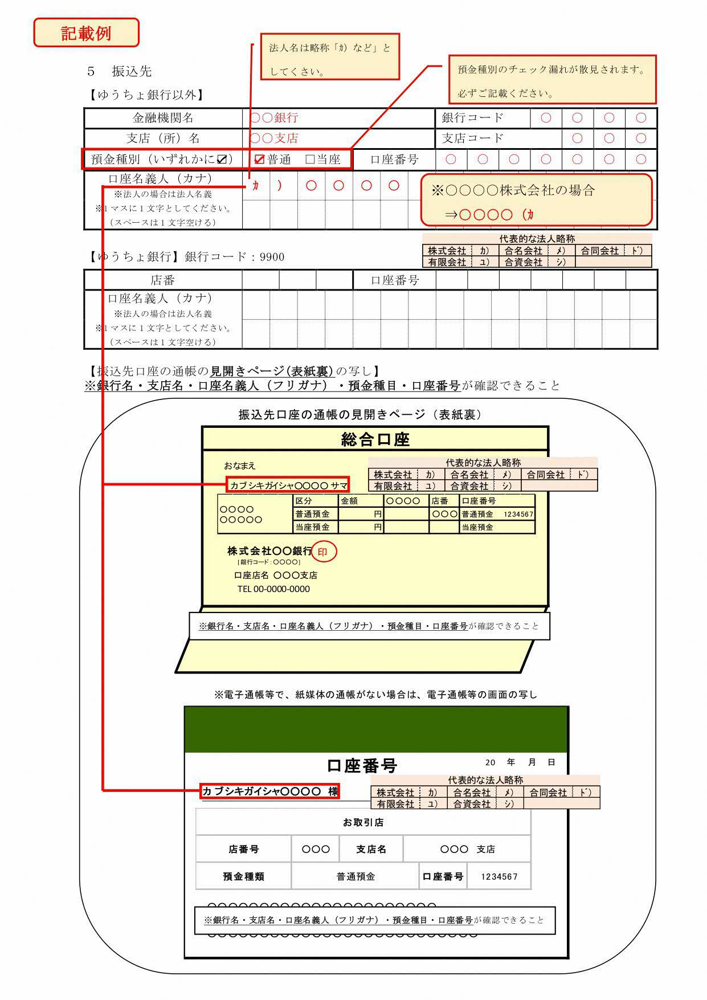 記載例
法人名は略称「ｶ）など」と
してくさい。
預金種別のチェック漏れが散見されます。
必ずご記載ください。
５　振込先
【ゆうちょ銀行以外】
金融機関名　〇〇銀行　銀行コード　〇　〇　〇　〇
支店（所）名　〇〇支店　支店コード　〇　〇　〇
預金種別（いずれかに☑）　☑普通　□当座　口座番号　〇　〇　〇　〇　〇　〇　〇
口座名義人（カナ）　ｶ　）　〇　〇　〇　〇
※法人の場合は法人名義
※1マスに1文字としてください。
（スペースは1文字空ける）
※〇〇〇〇株式会社の場合
⇒〇〇〇〇（ｶ
代表的な法人略称
株式会社　ｶ）　合名会社　ﾒ）　合同会社　ﾄﾞ）
有限会社　ﾕ）　合資会社　ｼ）
【ゆうちょ銀行】銀行コード：9900
店番　口座番号
口座名義人（カナ）
※法人の場合は法人名義
※1マスに1文字としてください。
（スペースは1文字空ける）
【振込先口座の通帳の見開きページ(表紙裏)の写し】
※銀行名・支店名・口座名義人（フリガナ）・預金種目・口座番号が確認できること
振込先口座の通帳の見開きページ（表紙裏）
総合口座
おなまえ
カブシキガイシャ〇〇〇〇サマ
代表的な法人略称
株式会社　ｶ）　合名会社　ﾒ）　合同会社　ﾄﾞ）
有限会社　ﾕ）　合資会社　ｼ）
〇〇〇〇
〇〇〇〇〇
区分　金額　〇〇〇〇　店番　口座番号
普通預金　円　〇〇〇　普通預金　1234567
当座預金　円　当座預金
株式会社〇〇銀行　印
[銀行コード：〇〇〇〇]
口座店名　〇〇〇支店
TEL 00-0000-0000
※銀行名・支店名・口座名義人（フリガナ）・預金種目・口座番号が確認できること
※電子通帳等で、紙媒体の通帳がない場合は、電子通帳等の画面の写し
口座番号
20　年　月　日
カブシキガイシャ〇〇〇〇　様
代表的な法人略称
株式会社　ｶ）　合名会社　ﾒ）　合同会社　ﾄﾞ）
有限会社　ﾕ）　合資会社　ｼ）
お取引店
店番号　〇〇〇　支店名　〇〇〇　支店
預金種類　普通預金　口座番号　1234567
※銀行名・支店名・口座名義人（フリガナ）・預金種目・口座番号が確認できること